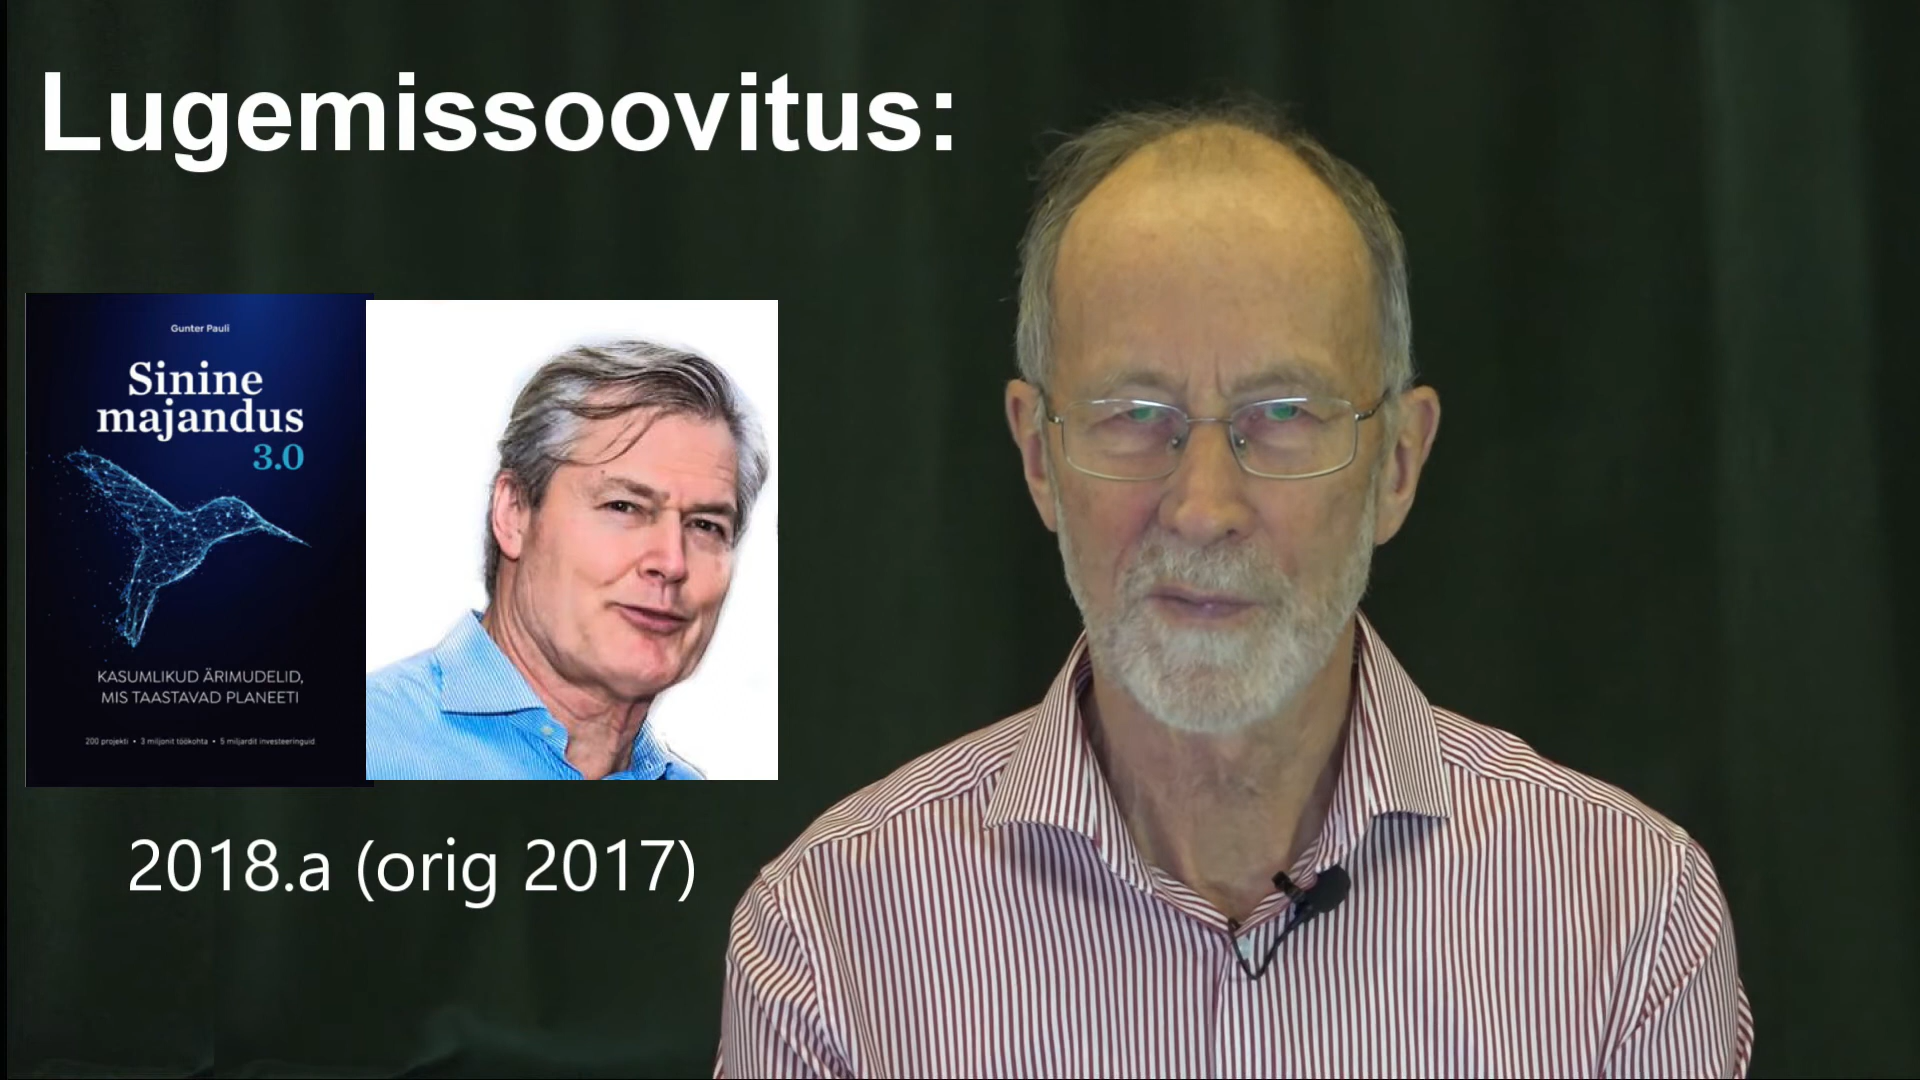 Lugemissoovitus:
Gunter Pauli
Sinine
majandus
3.0
KASUMLIKUD ÄRIMUDELID,
MIS TAASTAVAD PLANEETI
200 projekti • 3 miljonit töökohta • 5 miljardit investeeringuid
2018.a (orig 2017)